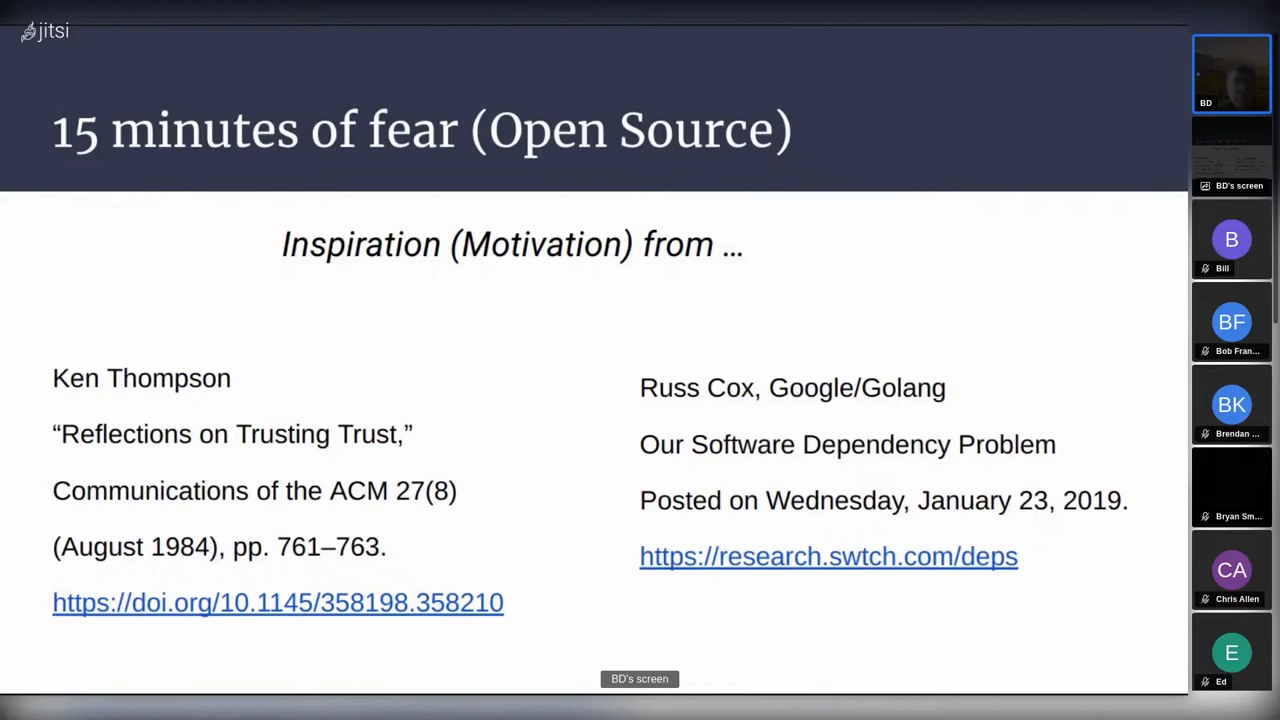 jitsi
15 minutes of fear (Open Source)
Inspiration (Motivation) from ...
Ken Thompson
“Reflections on Trusting Trust,”
Communications of the ACM 27(8)
(August 1984), pp. 761–763.
https://doi.org/10.1145/358198.358210
Russ Cox, Google/Golang
Our Software Dependency Problem
Posted on Wednesday, January 23, 2019.
https://research.swtch.com/deps
BD's screen
BD
BD's screen
B
Bill
BF
Bob Fran...
BK
Brendan ...
Bryan Sm...
CA
Chris Allen
E
Ed